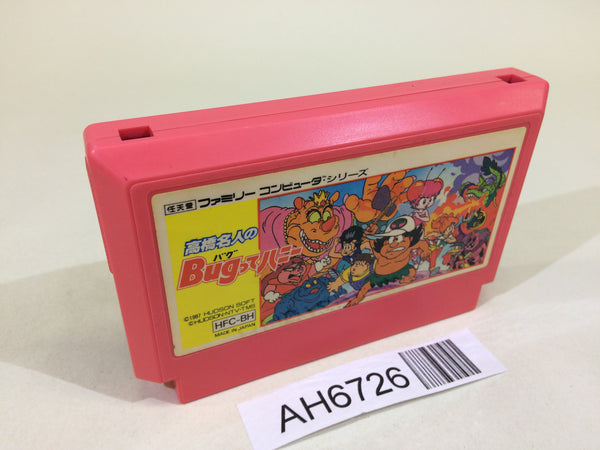 任天堂 ファミリー コンピュータ・シリーズ
高橋名人の
バグ
Bugってハニー
©1987 HUDSON SOFT
©HUDSON・NTV・TMS
HFC-BH
MADE IN JAPAN
AH6726